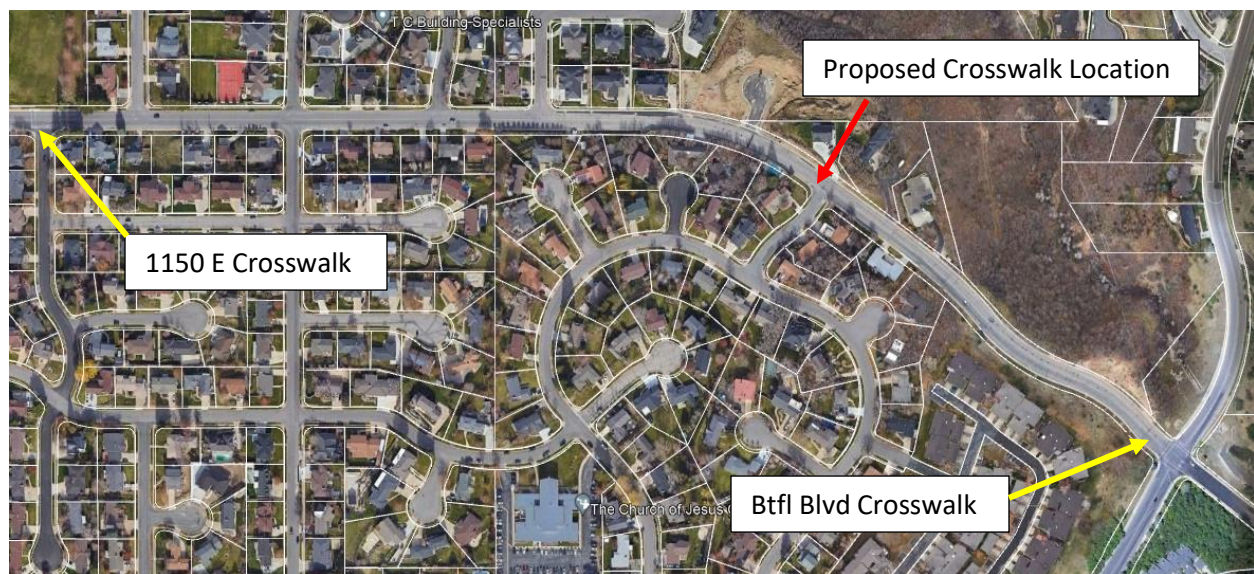 T C Building Specialists
Proposed Crosswalk Location
1150 E Crosswalk
Btfl Blvd Crosswalk
The Church of Jesus